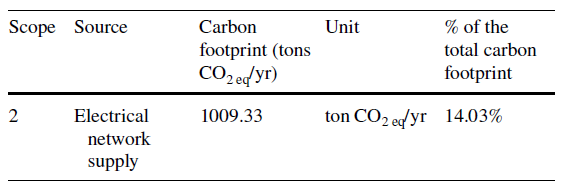 Scope Source Carbon footprint (tons CO2 eq/yr) Unit % of the total carbon footprint
2 Electrical network supply 1009.33 ton CO2 eq/yr 14.03%